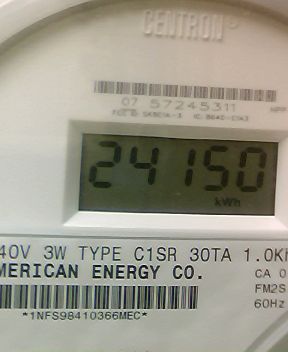 CENTRON®
07 57245311
24150
kWh
40V 3W TYPE C1SR 30TA 1.0Kh
MERICAN ENERGY CO.
CA 0
FM2S
60Hz
*1NFS98410366MEC*